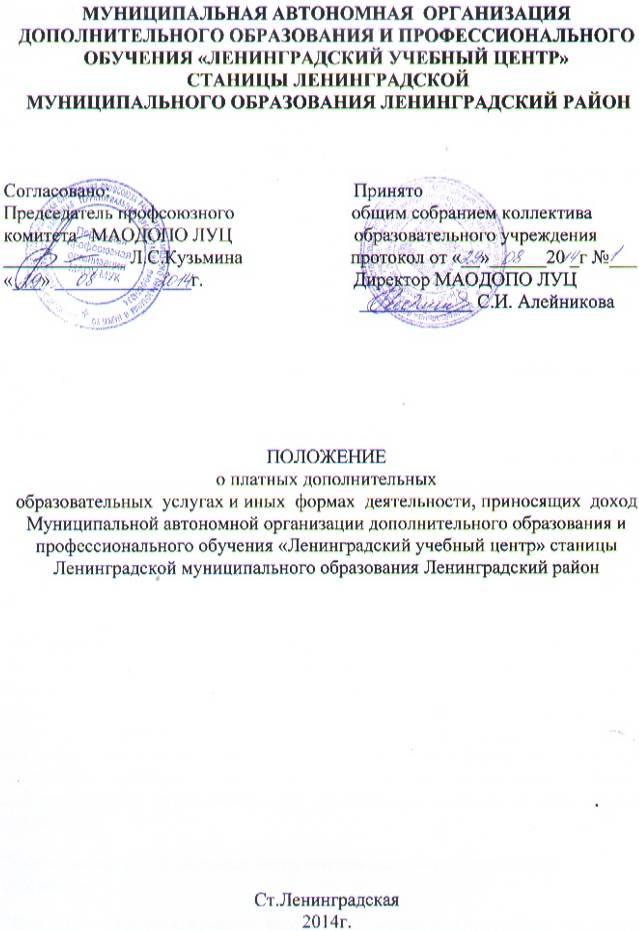 МУНИЦИПАЛЬНАЯ АВТОНОМНАЯ ОРГАНИЗАЦИЯ
ДОПОЛНИТЕЛЬНОГО ОБРАЗОВАНИЯ И ПРОФЕССИОНАЛЬНОГО
ОБУЧЕНИЯ «ЛЕНИНГРАДСКИЙ УЧЕБНЫЙ ЦЕНТР»
СТАНИЦЫ ЛЕНИНГРАДСКОЙ
МУНИЦИПАЛЬНОГО ОБРАЗОВАНИЯ ЛЕНИНГРАДСКИЙ РАЙОН
Согласовано:
Председатель профсоюзного
комитета МАОДОПО ЛУЦ
Л.С.Кузьмина
«29» 08 2014г.
Принято
общим собранием коллектива
образовательного учреждения
протокол от «29» 08 2014г №1
Директор МАОДОПО ЛУЦ
С.И. Алейникова
ПОЛОЖЕНИЕ
о платных дополнительных
образовательных услугах и иных формах деятельности, приносящих доход
Муниципальной автономной организации дополнительного образования и
профессионального обучения «Ленинградский учебный центр» станицы
Ленинградской муниципального образования Ленинградский район
Ст.Ленинградская
2014г.